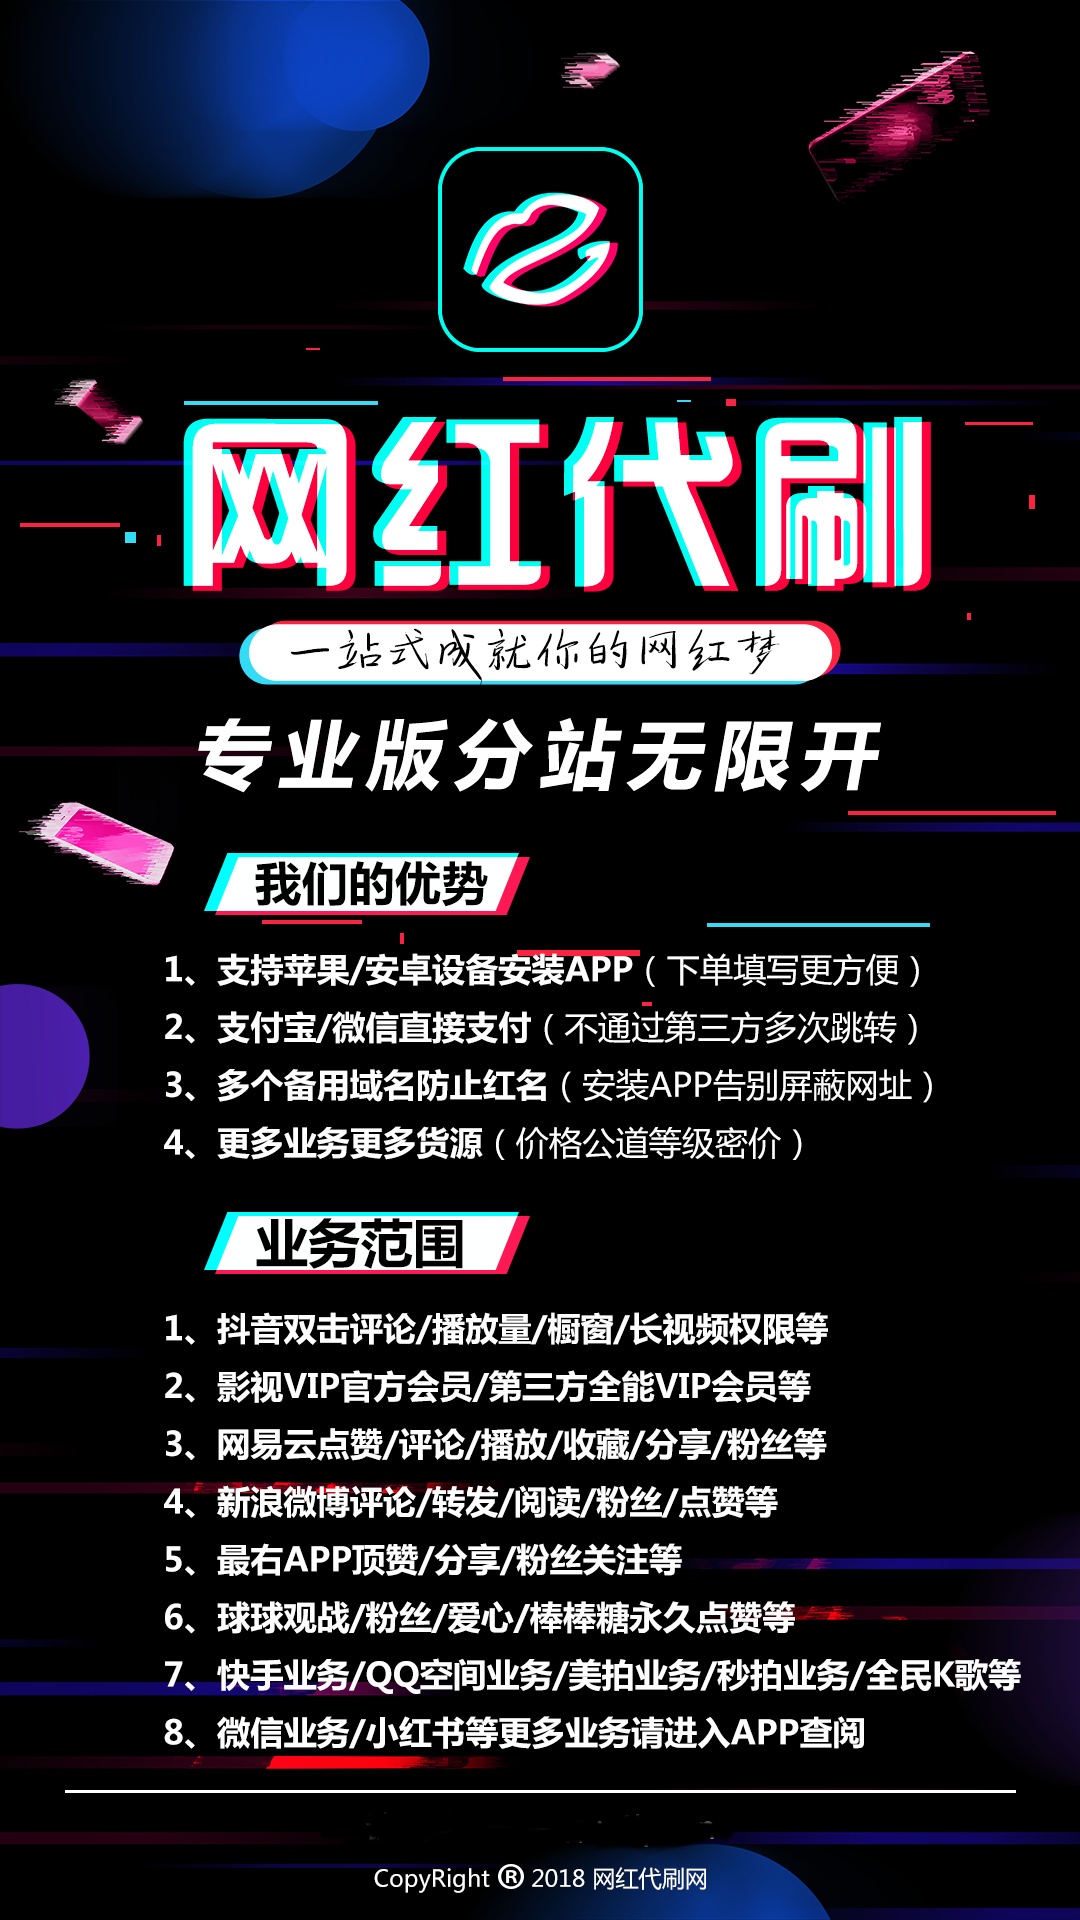 网红代刷
一站式成就你的网红梦
专业版分站无限开
我们的优势
1、支持苹果/安卓设备安装APP（下单填写更方便）
2、支付宝/微信直接支付（不通过第三方多次跳转）
3、多个备用域名防止红名（安装APP告别屏蔽网址）
4、更多业务更多货源（价格公道等级密价）
业务范围
1、抖音双击评论/播放量/橱窗/长视频权限等
2、影视VIP官方会员/第三方全能VIP会员等
3、网易云点赞/评论/播放/收藏/分享/粉丝等
4、新浪微博评论/转发/阅读/粉丝/点赞等
5、最右APP顶赞/分享/粉丝关注等
6、球球观战/粉丝/爱心/棒棒糖永久点赞等
7、快手业务/QQ空间业务/美拍业务/秒拍业务/全民K歌等
8、微信业务/小红书等更多业务请进入APP查阅
CopyRight ® 2018 网红代刷网